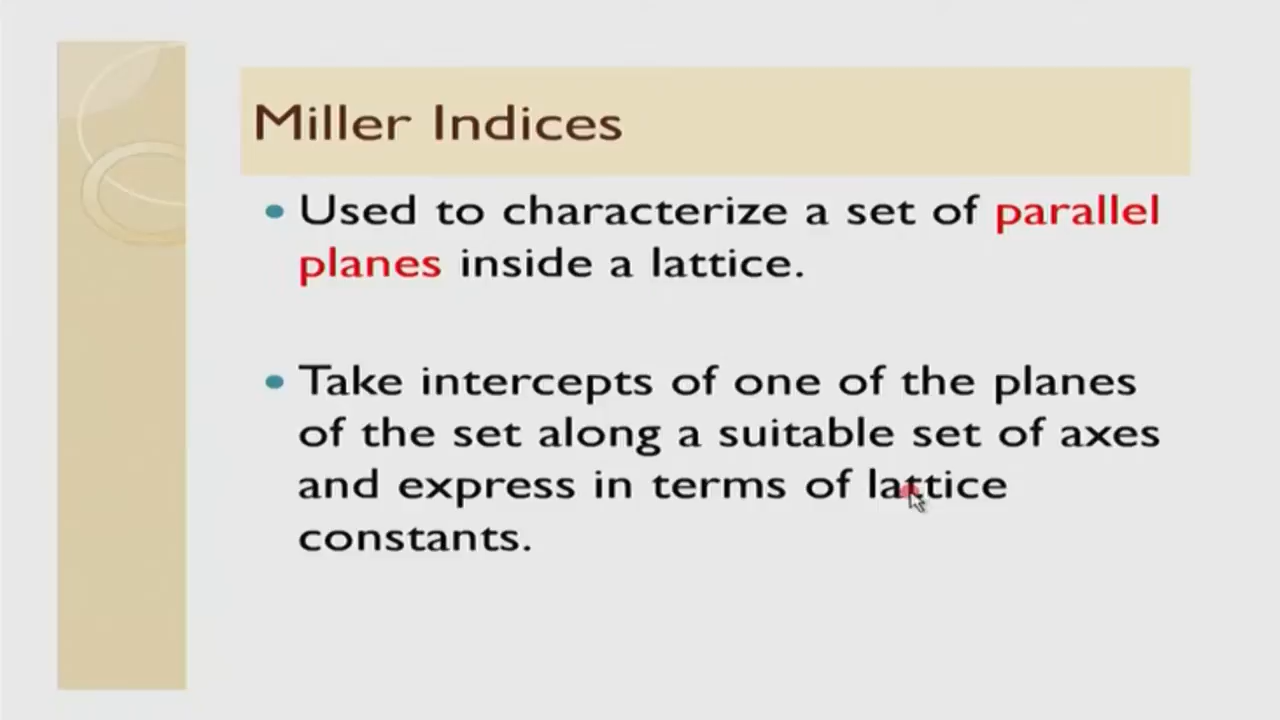 Miller Indices
Used to characterize a set of parallel
planes inside a lattice.
Take intercepts of one of the planes
of the set along a suitable set of axes
and express in terms of lattice
constants.